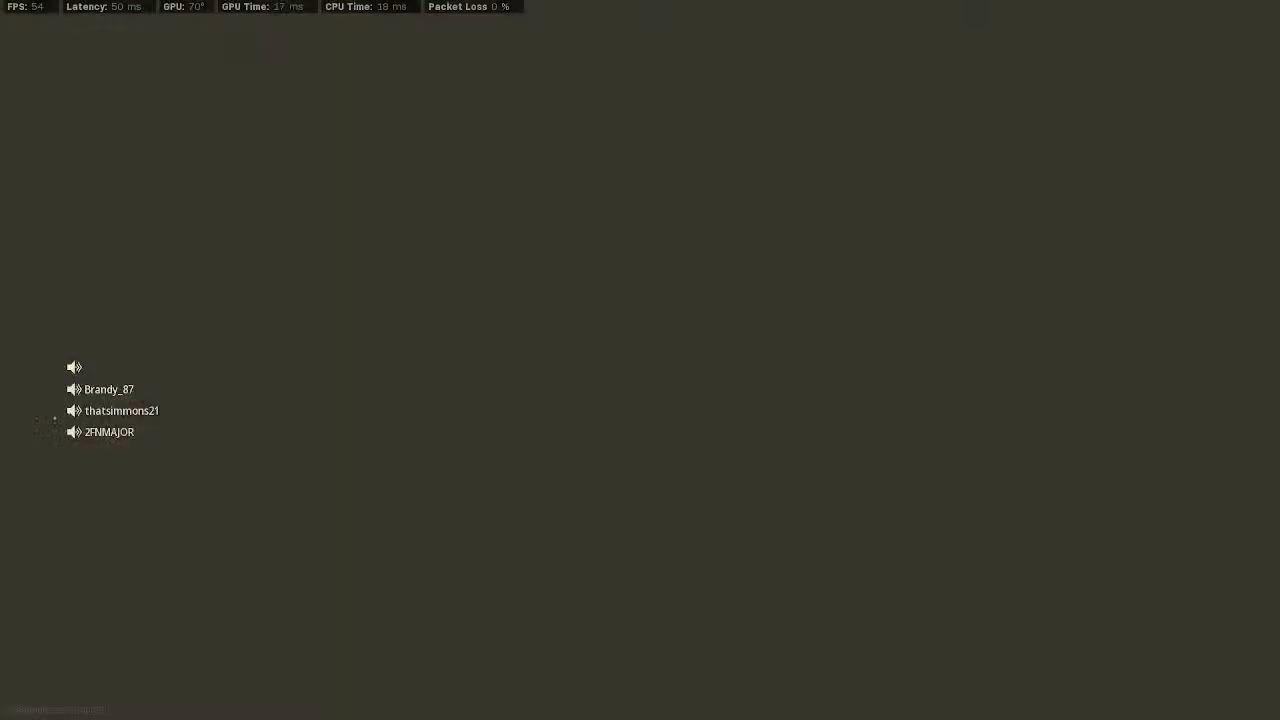 FPS: 54 Latency: 50 ms GPU: 70° GPU Time: 17 ms CPU Time: 18 ms Packet Loss 0 %
Brandy_87
thatsimmons21
2FNMAJOR